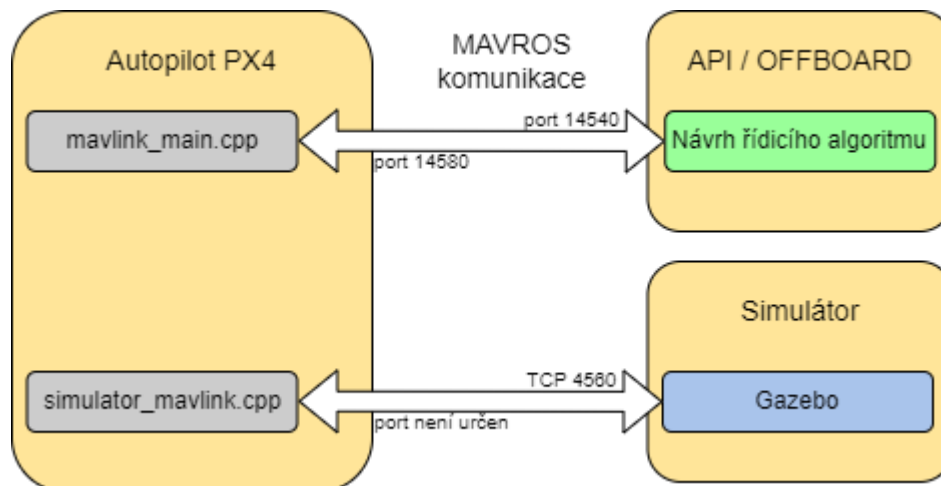 Autopilot PX4
mavlink_main.cpp
simulator_mavlink.cpp
MAVROS
komunikace
port 14540
port 14580
TCP 4560
port není určen
API / OFFBOARD
Návrh řídicího algoritmu
Simulátor
Gazebo